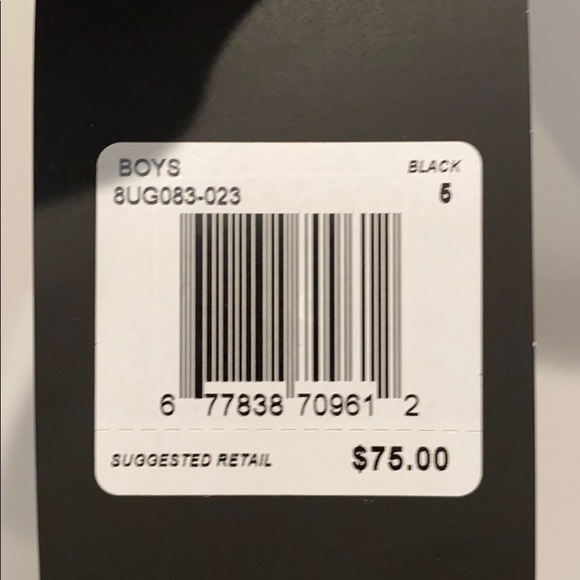 BOYS BLACK
8UG083-023 5
6 77838 70961 2
SUGGESTED RETAIL $75.00